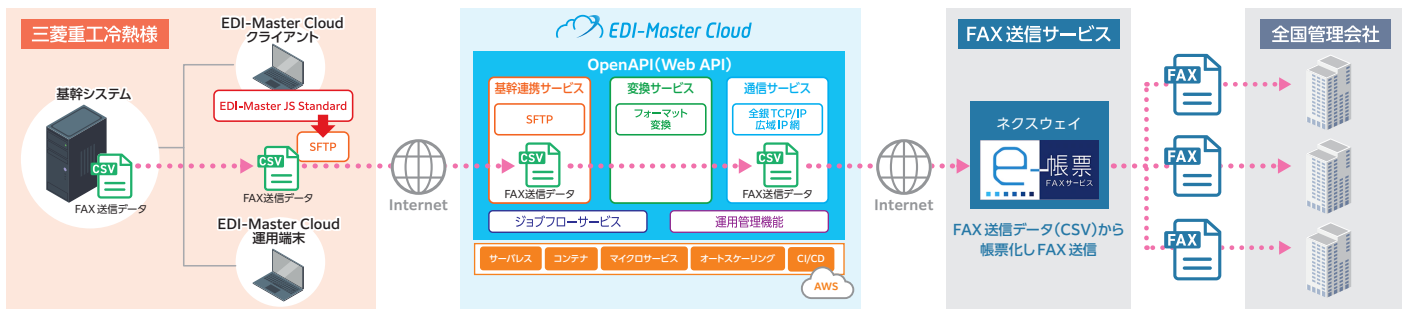 三菱重工冷熱様
EDI-Master Cloud
クライアント
基幹システム
EDI-Master JS Standard
SFTP
CSV
FAX送信データ
CSV
FAX送信データ
EDI-Master Cloud
運用端末
Internet
EDI-Master Cloud
OpenAPI(Web API)
基幹連携サービス
SFTP
CSV
FAX送信データ
変換サービス
フォーマット
変換
通信サービス
全銀TCP/IP
広域IP網
CSV
FAX送信データ
ジョブフローサービス
運用管理機能
サーバレス
コンテナ
マイクロサービス
オートスケーリング
CI/CD
AWS
Internet
FAX送信サービス
ネクスウェイ
e-帳票
FAXサービス
FAX送信データ(CSV)から
帳票化しFAX送信
FAX
FAX
FAX
全国管理会社